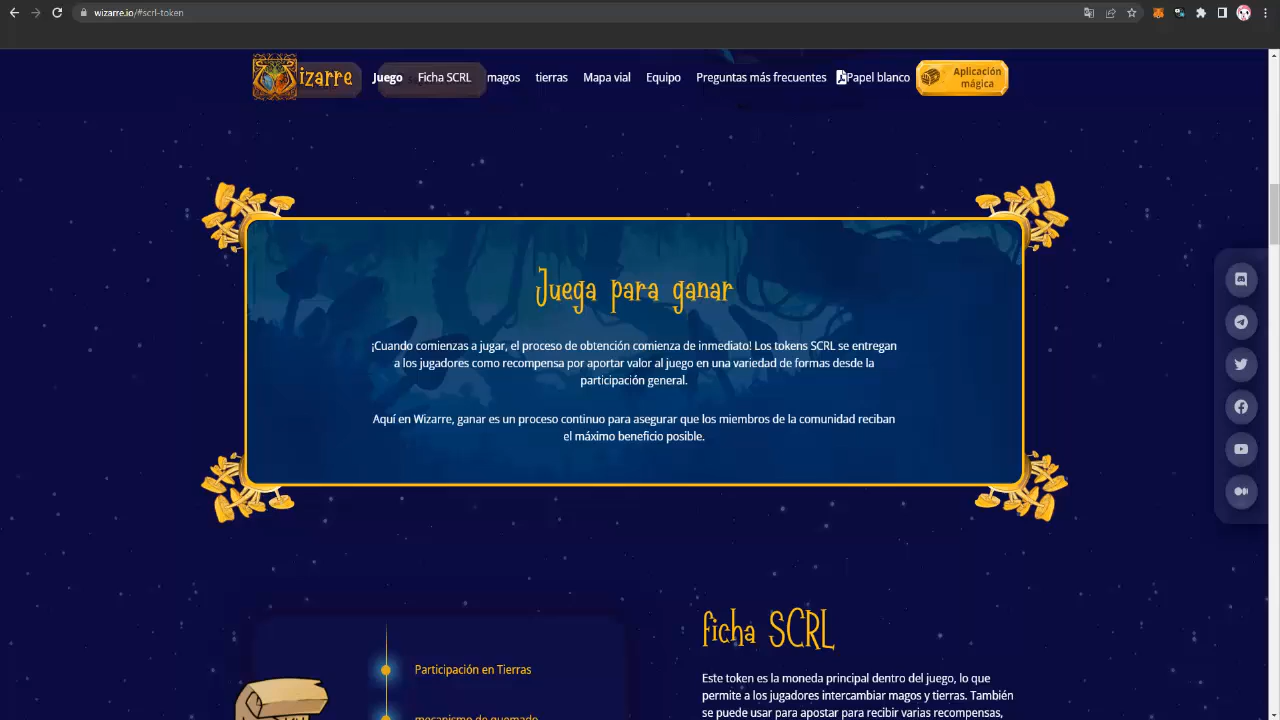 wizarre.io/#scrl-token
Wizarre
Juego
Ficha SCRL
magos
tierras
Mapa vial
Equipo
Preguntas más frecuentes
Papel blanco
Aplicación
mágica
Juega para ganar
¡Cuando comienzas a jugar, el proceso de obtención comienza de inmediato! Los tokens SCRL se entregan
a los jugadores como recompensa por aportar valor al juego en una variedad de formas desde la
participación general.
Aquí en Wizarre, ganar es un proceso continuo para asegurar que los miembros de la comunidad reciban
el máximo beneficio posible.
ficha SCRL
Participación en Tierras
mecanismo de quemado
Este token es la moneda principal dentro del juego, lo que
permite a los jugadores intercambiar magos y tierras. También
se puede usar para apostar para recibir varias recompensas,